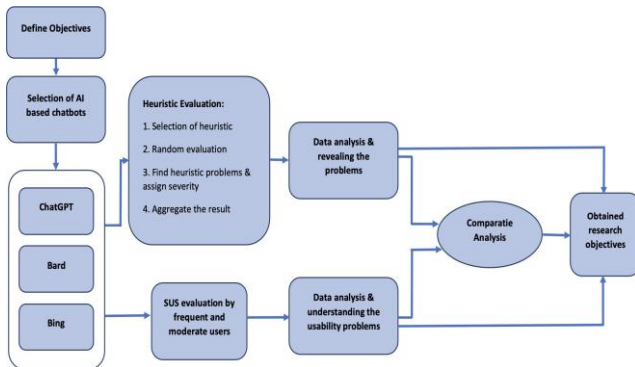 Define Objectives
Selection of AI
based chatbots
ChatGPT
Bard
Bing
Heuristic Evaluation:
1. Selection of heuristic
2. Random evaluation
3. Find heuristic problems &
assign severity
4. Aggregate the result
SUS evaluation by
frequent and
moderate users
Data analysis &
revealing the
problems
Data analysis &
understanding the
usability problems
Comparatie
Analysis
Obtained
research
objectives